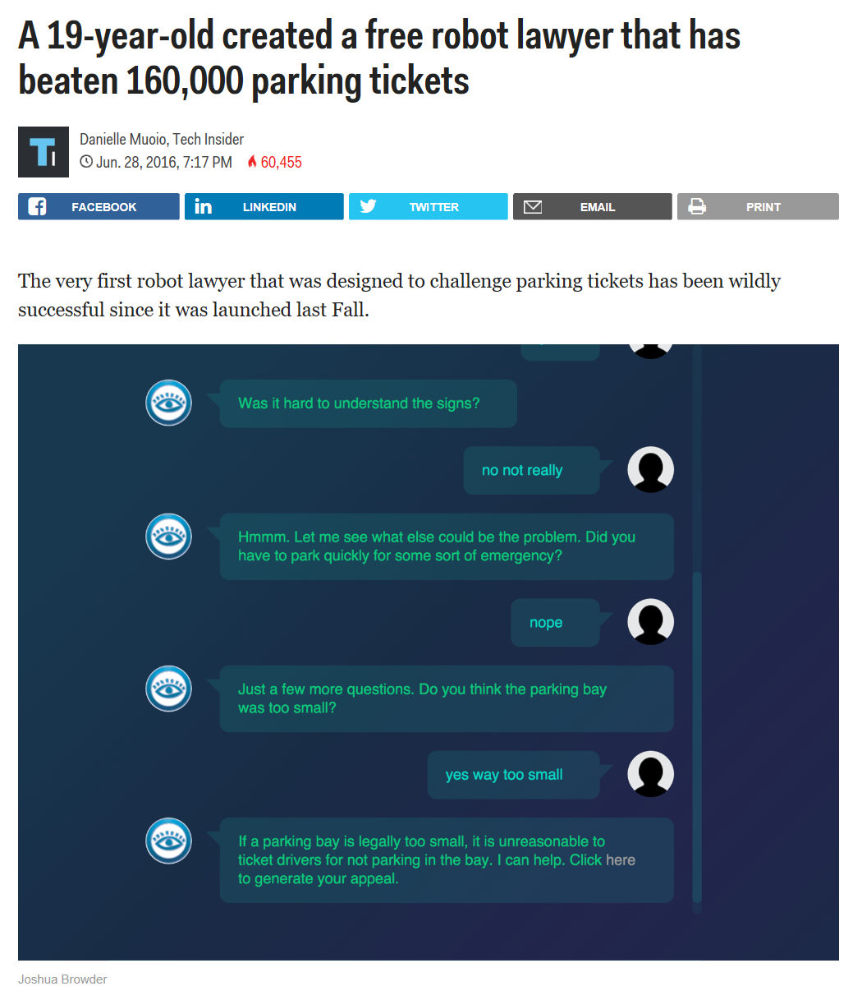 A 19-year-old created a free robot lawyer that has
beaten 160,000 parking tickets
TI
Danielle Muoio, Tech Insider
Jun. 28, 2016, 7:17 PM 60,455
FACEBOOK
LINKEDIN
TWITTER
EMAIL
PRINT
The very first robot lawyer that was designed to challenge parking tickets has been wildly
successful since it was launched last Fall.
Was it hard to understand the signs?
no not really
Hmmm. Let me see what else could be the problem. Did you
have to park quickly for some sort of emergency?
nope
Just a few more questions. Do you think the parking bay
was too small?
yes way too small
If a parking bay is legally too small, it is unreasonable to
ticket drivers for not parking in the bay. I can help. Click here
to generate your appeal.
Joshua Browder